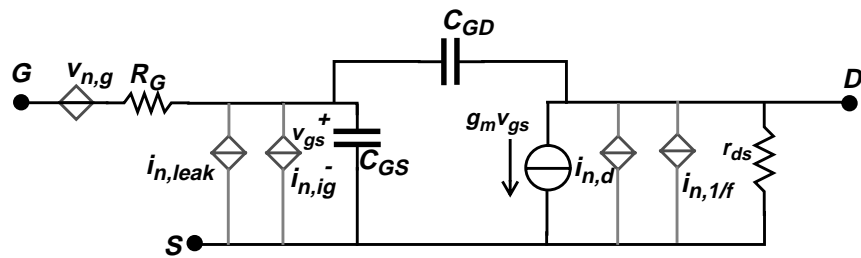 C_GD
G
v_n,g
R_G
D
v_gs
+
-
g_m v_gs
i_n,leak
i_n,ig
C_GS
i_n,d
i_n,1/f
r_ds
S